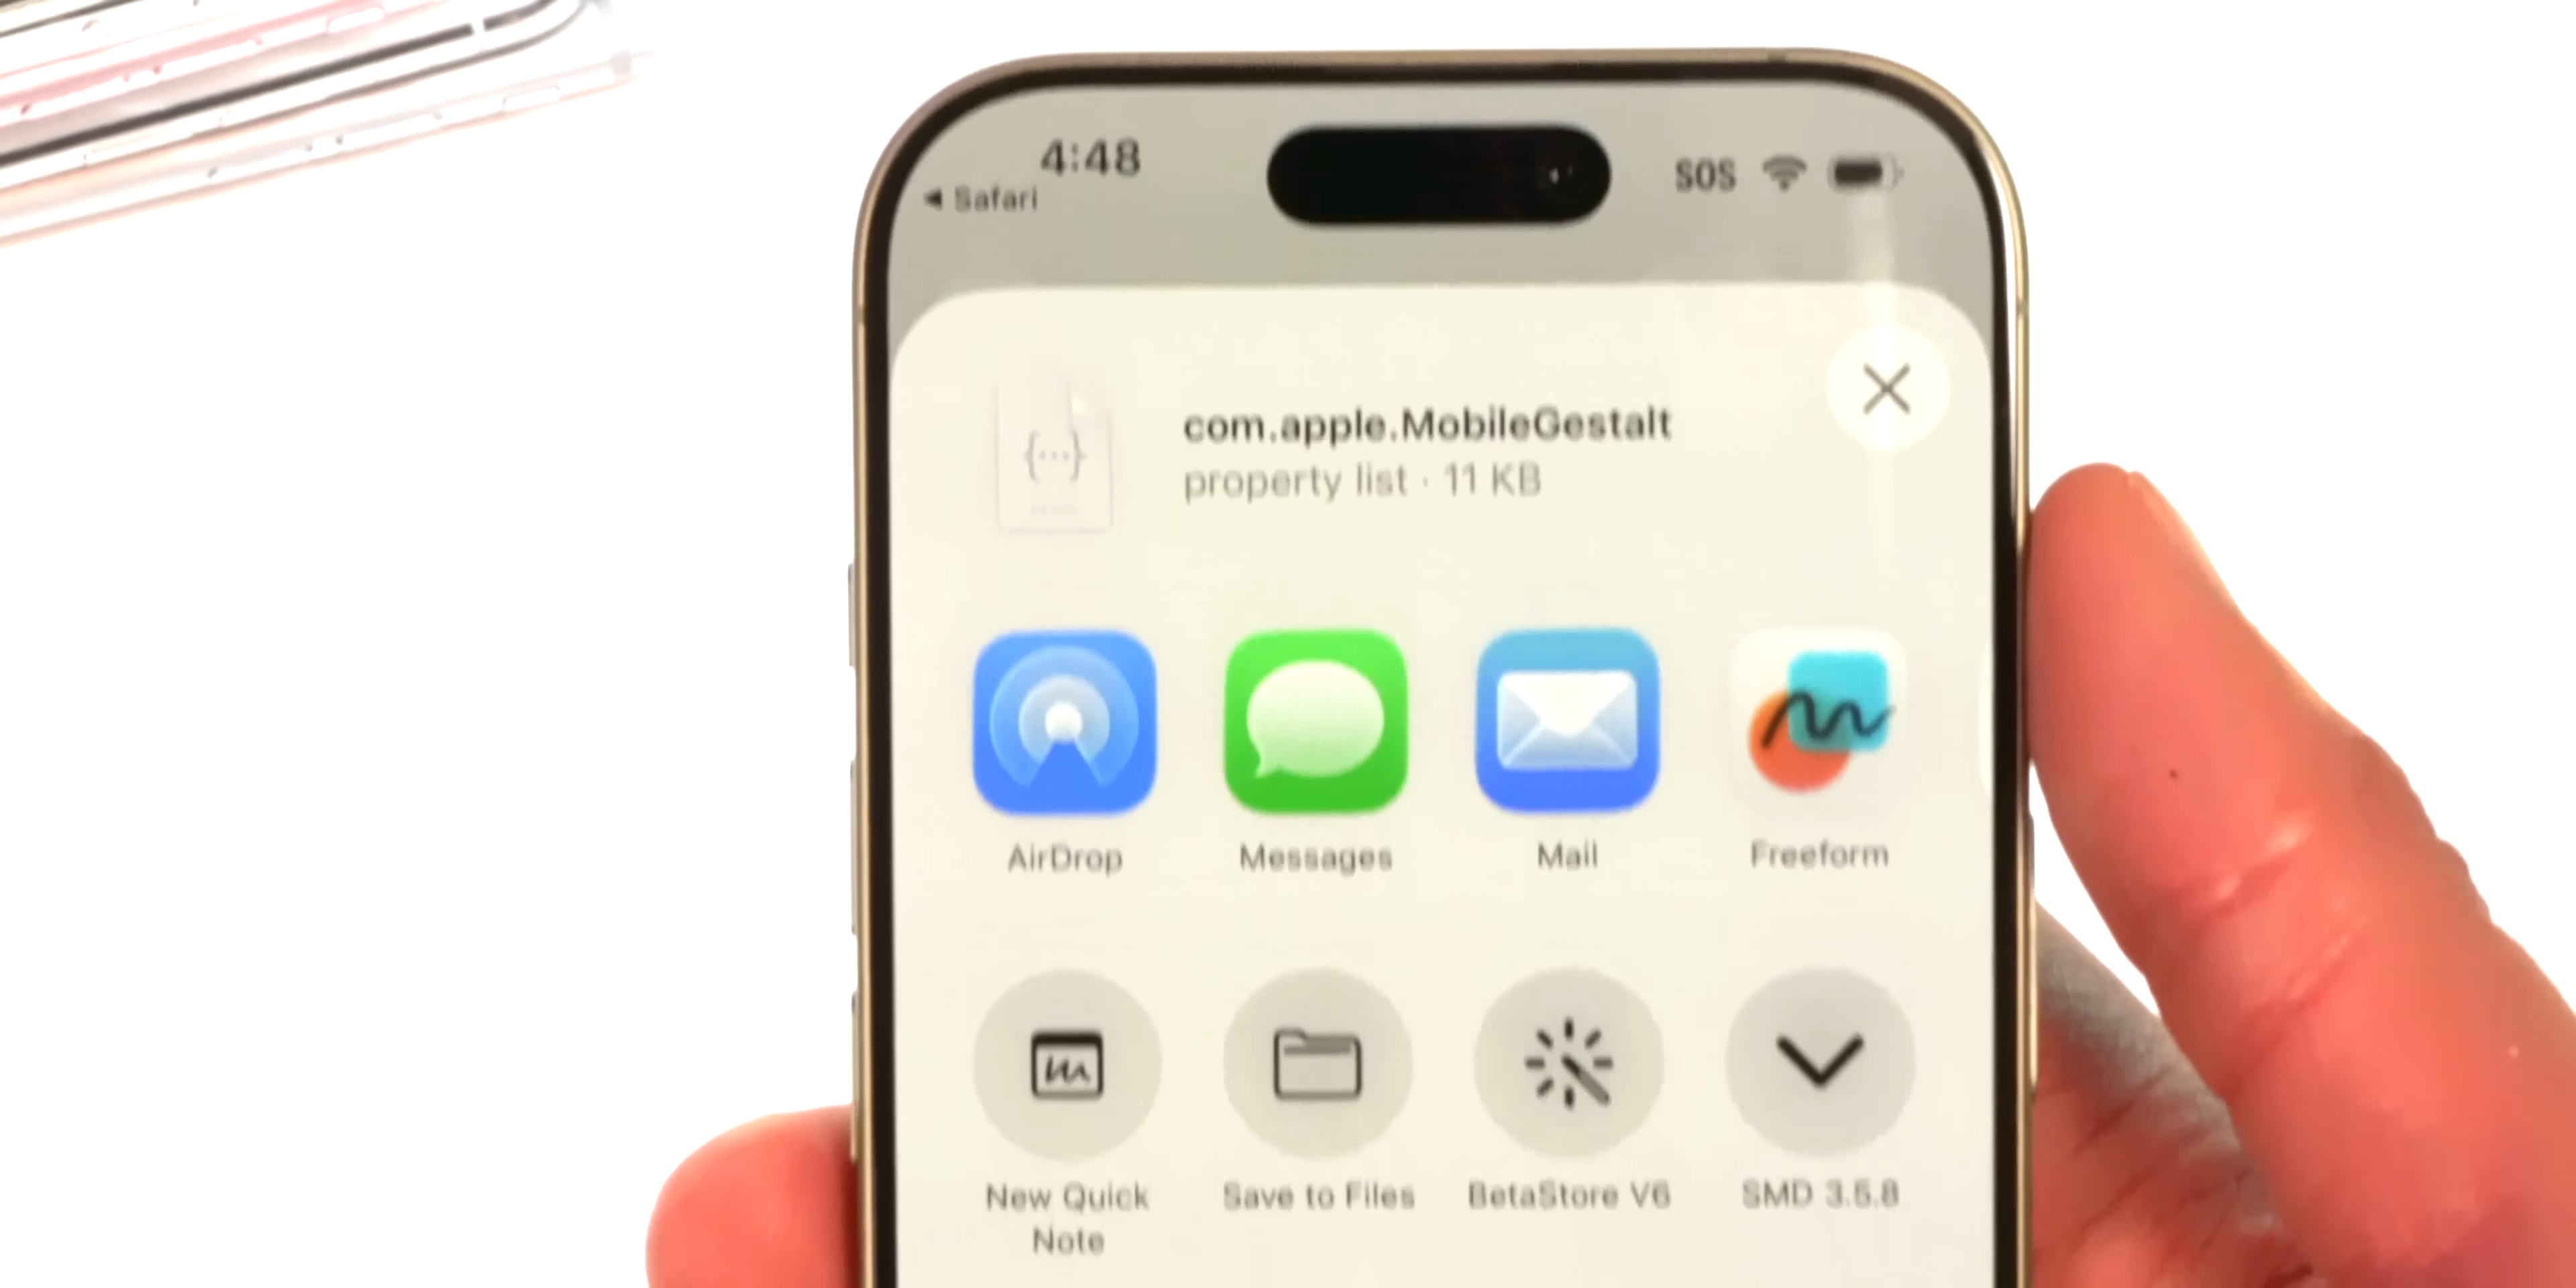 4:48
◀ Safari
SOS
com.apple.MobileGestalt
property list · 11 KB
AirDrop
Messages
Mail
Freeform
New Quick
Note
Save to Files
BetaStore V6
SMD 3.5.8